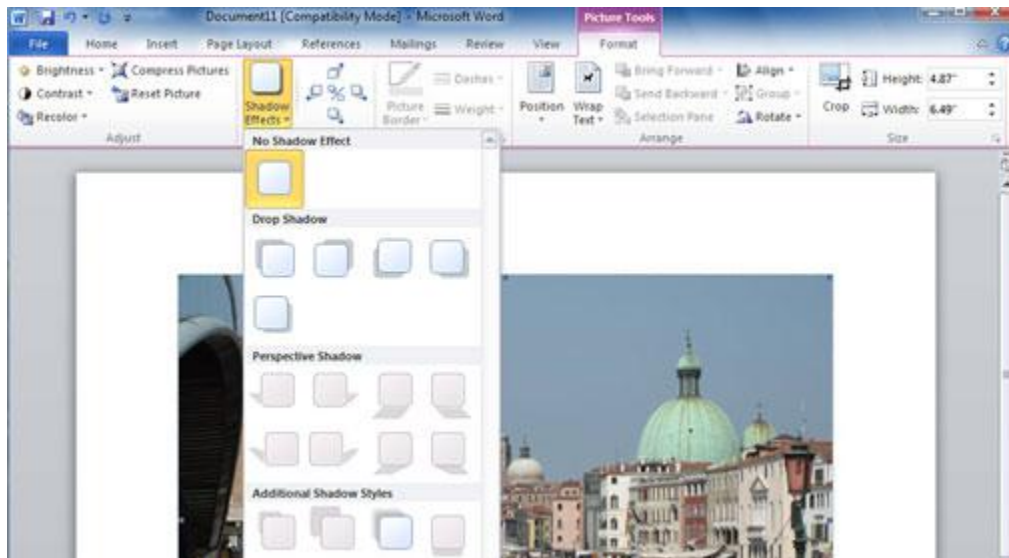 Document11 [Compatibility Mode] - Microsoft Word
Picture Tools
File Home Insert Page Layout References Mailings Review View Format
Brightness Compress Pictures
Contrast Reset Picture
Recolor
Adjust
Shadow
Effects
Picture
Border
Dashes
Weight
Position
Wrap
Text
Bring Forward
Send Backward
Selection Pane
Align
Group
Rotate
Arrange
Crop
Height: 4.87"
Width: 6.49"
Size
No Shadow Effect
Drop Shadow
Perspective Shadow
Additional Shadow Styles